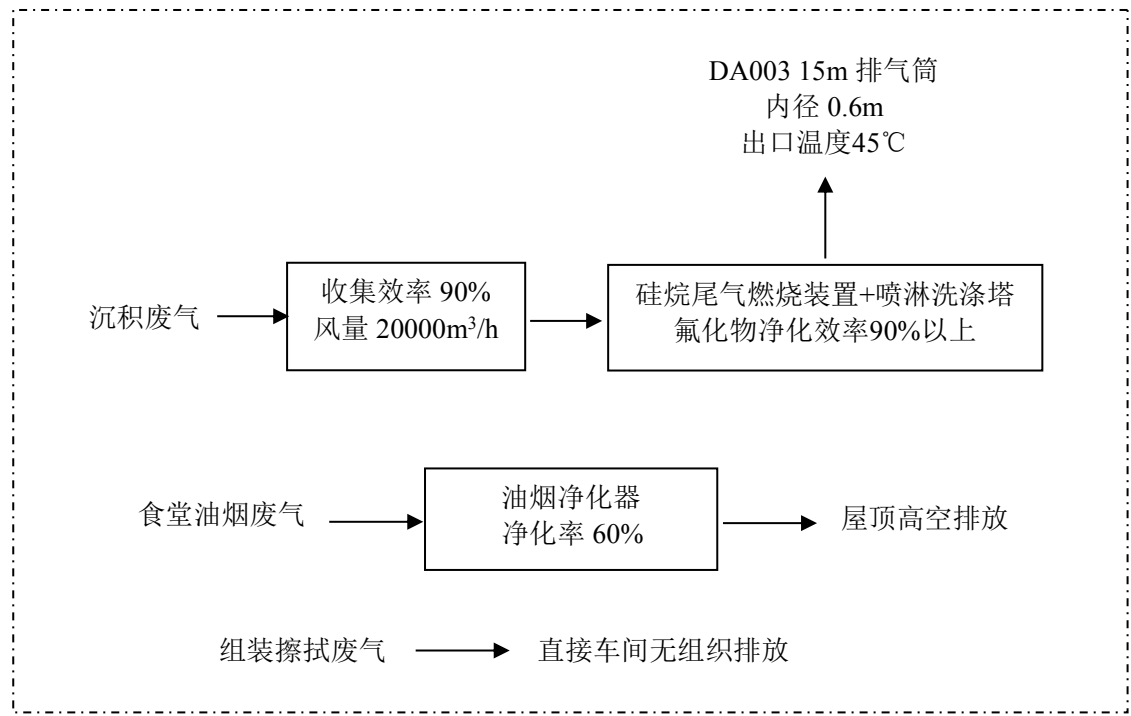 DA003 15m 排气筒
内径 0.6m
出口温度45℃
沉积废气
收集效率 90%
风量 20000m³/h
硅烷尾气燃烧装置+喷淋洗涤塔
氟化物净化效率90%以上
食堂油烟废气
油烟净化器
净化率 60%
屋顶高空排放
组装擦拭废气
直接车间无组织排放